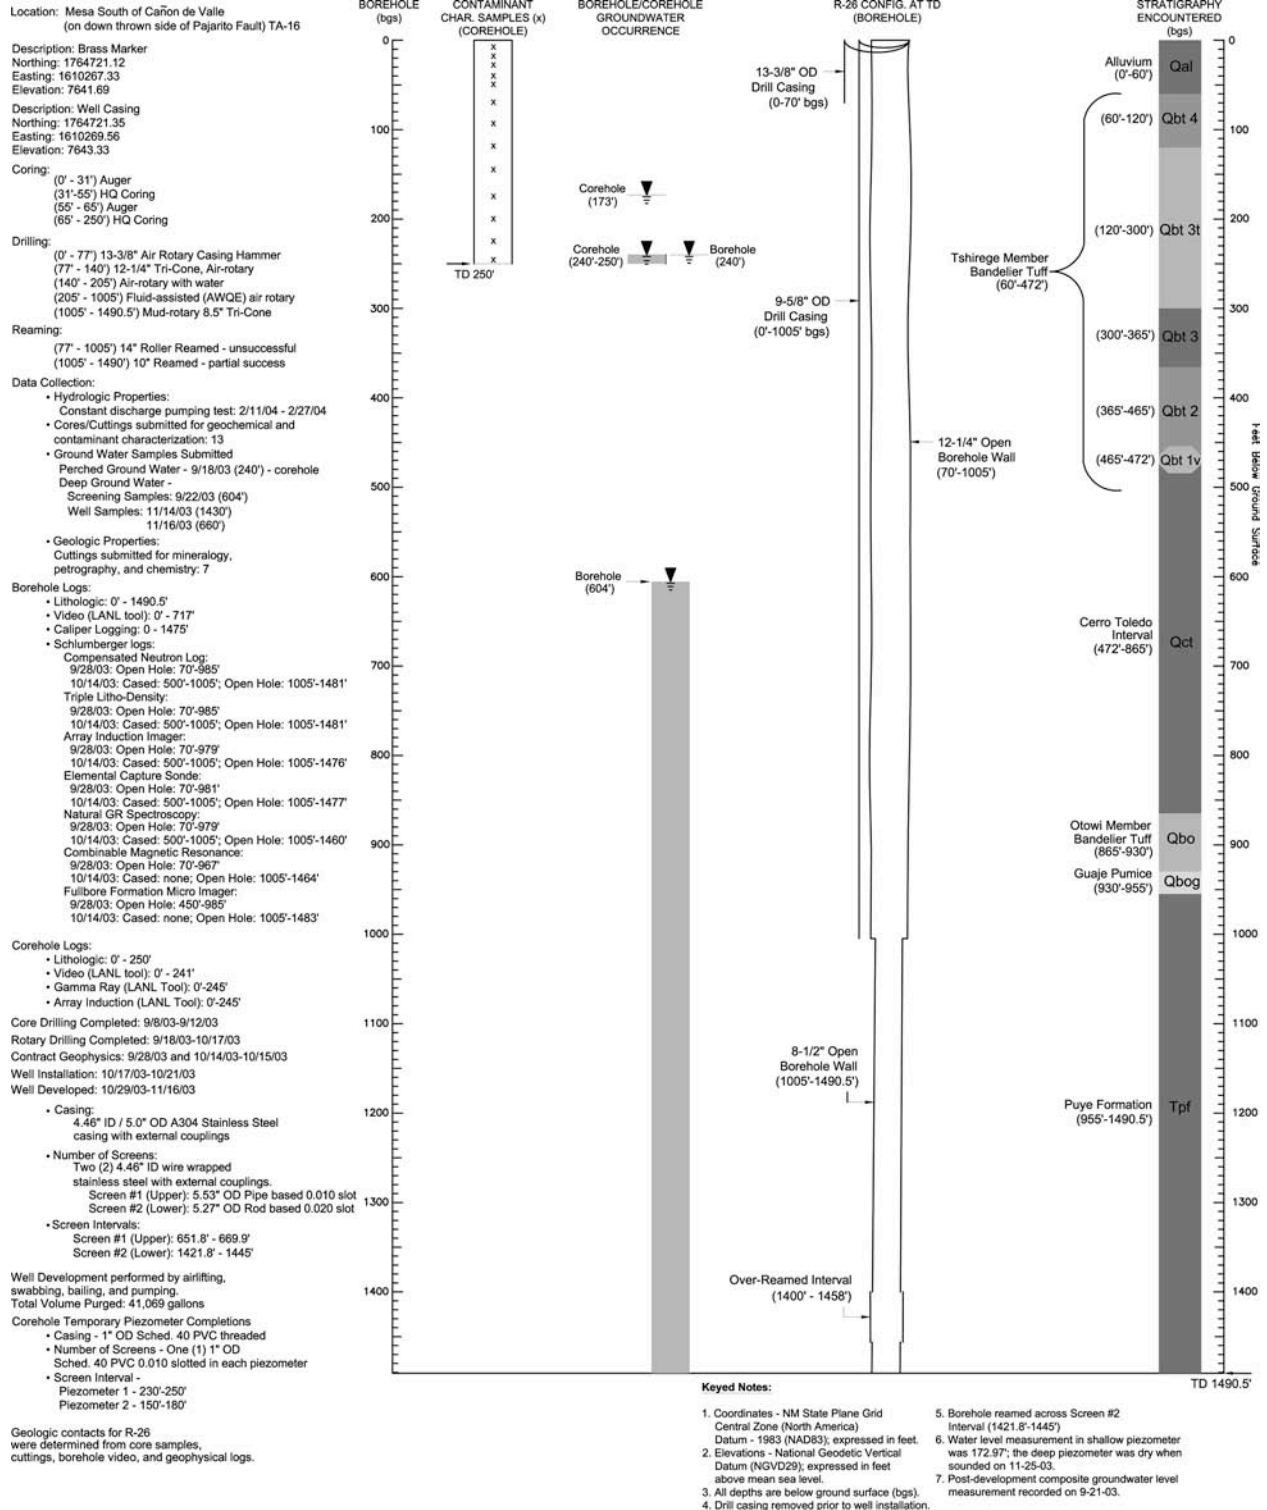 Location: Mesa South of Cañon de Valle
(on down thrown side of Pajarito Fault) TA-16
Description: Brass Marker
Northing: 1764721.12
Easting: 1610267.33
Elevation: 7641.69
Description: Well Casing
Northing: 1764721.35
Easting: 1610269.56
Elevation: 7643.33
Coring:
(0' - 31') Auger
(31'-55') HQ Coring
(55' - 65') Auger
(65' - 250') HQ Coring
Drilling:
(0' - 77') 13-3/8" Air Rotary Casing Hammer
(77' - 140') 12-1/4" Tri-Cone, Air-rotary
(140' - 205') Air-rotary with water
(205' - 1005') Fluid-assisted (AWQE) air rotary
(1005' - 1490.5') Mud-rotary 8.5" Tri-Cone
Reaming:
(77' - 1005') 14" Roller Reamed - unsuccessful
(1005' - 1490') 10" Reamed - partial success
Data Collection:
• Hydrologic Properties:
Constant discharge pumping test: 2/11/04 - 2/27/04
• Cores/Cuttings submitted for geochemical and
contaminant characterization: 13
• Ground Water Samples Submitted
Perched Ground Water - 9/18/03 (240') - corehole
Deep Ground Water -
Screening Samples: 9/22/03 (604')
Well Samples: 11/14/03 (1430')
11/16/03 (660')
• Geologic Properties:
Cuttings submitted for mineralogy,
petrography, and chemistry: 7
Borehole Logs:
• Lithologic: 0' - 1490.5'
• Video (LANL tool): 0' - 717'
• Caliper Logging: 0 - 1475'
• Schlumberger logs:
Compensated Neutron Log:
9/28/03: Open Hole: 70'-985'
10/14/03: Cased: 500'-1005'; Open Hole: 1005'-1481'
Triple Litho-Density:
9/28/03: Open Hole: 70'-985'
10/14/03: Cased: 500'-1005'; Open Hole: 1005'-1481'
Array Induction Imager:
9/28/03: Open Hole: 70'-979'
10/14/03: Cased: 500'-1005'; Open Hole: 1005'-1476'
Elemental Capture Sonde:
9/28/03: Open Hole: 70'-981'
10/14/03: Cased: 500'-1005'; Open Hole: 1005'-1477'
Natural GR Spectroscopy:
9/28/03: Open Hole: 70'-979'
10/14/03: Cased: 500'-1005'; Open Hole: 1005'-1460'
Combinable Magnetic Resonance:
9/28/03: Open Hole: 70'-967'
10/14/03: Cased: none; Open Hole: 1005'-1464'
Fullbore Formation Micro Imager:
9/28/03: Open Hole: 450'-985'
10/14/03: Cased: none; Open Hole: 1005'-1483'
Corehole Logs:
• Lithologic: 0' - 250'
• Video (LANL tool): 0' - 241'
• Gamma Ray (LANL Tool): 0'-245'
• Array Induction (LANL Tool): 0'-245'
Core Drilling Completed: 9/8/03-9/12/03
Rotary Drilling Completed: 9/18/03-10/17/03
Contract Geophysics: 9/28/03 and 10/14/03-10/15/03
Well Installation: 10/17/03-10/21/03
Well Developed: 10/29/03-11/16/03
• Casing:
4.46" ID / 5.0" OD A304 Stainless Steel
casing with external couplings
• Number of Screens:
Two (2) 4.46" ID wire wrapped
stainless steel with external couplings.
Screen #1 (Upper): 5.53" OD Pipe based 0.010 slot
Screen #2 (Lower): 5.27" OD Rod based 0.020 slot
• Screen Intervals:
Screen #1 (Upper): 651.8' - 669.9'
Screen #2 (Lower): 1421.8' - 1445'
Well Development performed by airlifting,
swabbing, bailing, and pumping.
Total Volume Purged: 41,069 gallons
Corehole Temporary Piezometer Completions
• Casing - 1" OD Sched. 40 PVC threaded
• Number of Screens - One (1) 1" OD
Sched. 40 PVC 0.010 slotted in each piezometer
• Screen Interval -
Piezometer 1 - 230'-250'
Piezometer 2 - 150'-180'
Geologic contacts for R-26
were determined from core samples,
cuttings, borehole video, and geophysical logs.
BOREHOLE
(bgs)
0
100
200
300
400
500
600
700
800
900
1000
1100
1200
1300
1400
CONTAMINANT
CHAR. SAMPLES (x)
(COREHOLE)
x
x
x
x
x
x
x
x
x
x
x
x
x
TD 250'
BOREHOLE/COREHOLE
GROUNDWATER
OCCURRENCE
Corehole
(173')
Corehole
(240'-250')
Borehole
(240')
Borehole
(604')
R-26 CONFIG. AT TD
(BOREHOLE)
13-3/8" OD
Drill Casing
(0-70' bgs)
9-5/8" OD
Drill Casing
(0'-1005' bgs)
12-1/4" Open
Borehole Wall
(70'-1005')
8-1/2" Open
Borehole Wall
(1005'-1490.5')
Over-Reamed Interval
(1400' - 1458')
STRATIGRAPHY
ENCOUNTERED
(bgs)
Alluvium
(0'-60')
Qal
(60'-120') Qbt 4
(120'-300') Qbt 3t
Tshirege Member
Bandelier Tuff
(60'-472')
(300'-365') Qbt 3
(365'-465') Qbt 2
(465'-472') Qbt 1v
Cerro Toledo
Interval
(472'-865')
Qct
Otowi Member
Bandelier Tuff
(865'-930')
Qbo
Guaje Pumice
(930'-955')
Qbog
Puye Formation
(955'-1490.5')
Tpf
0
100
200
300
400
500
600
700
800
900
1000
1100
1200
1300
1400
Feet Below Ground Surface
TD 1490.5'
Keyed Notes:
1. Coordinates - NM State Plane Grid
Central Zone (North America)
Datum - 1983 (NAD83); expressed in feet.
2. Elevations - National Geodetic Vertical
Datum (NGVD29); expressed in feet
above mean sea level.
3. All depths are below ground surface (bgs).
4. Drill casing removed prior to well installation.
5. Borehole reamed across Screen #2
Interval (1421.8'-1445')
6. Water level measurement in shallow piezometer
was 172.97'; the deep piezometer was dry when
sounded on 11-25-03.
7. Post-development composite groundwater level
measurement recorded on 9-21-03.